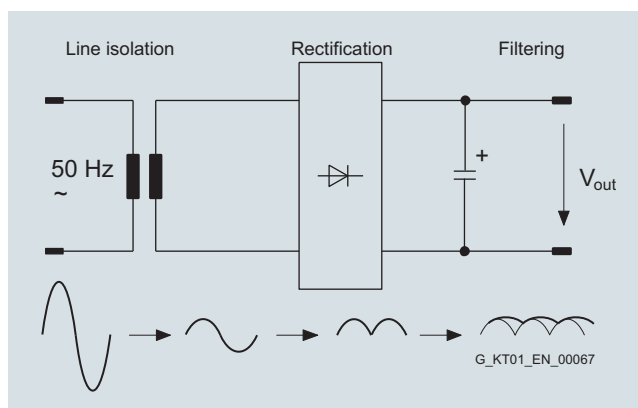 Line isolation
Rectification
Filtering
50 Hz
~
+
Vout
G_KT01_EN_00067